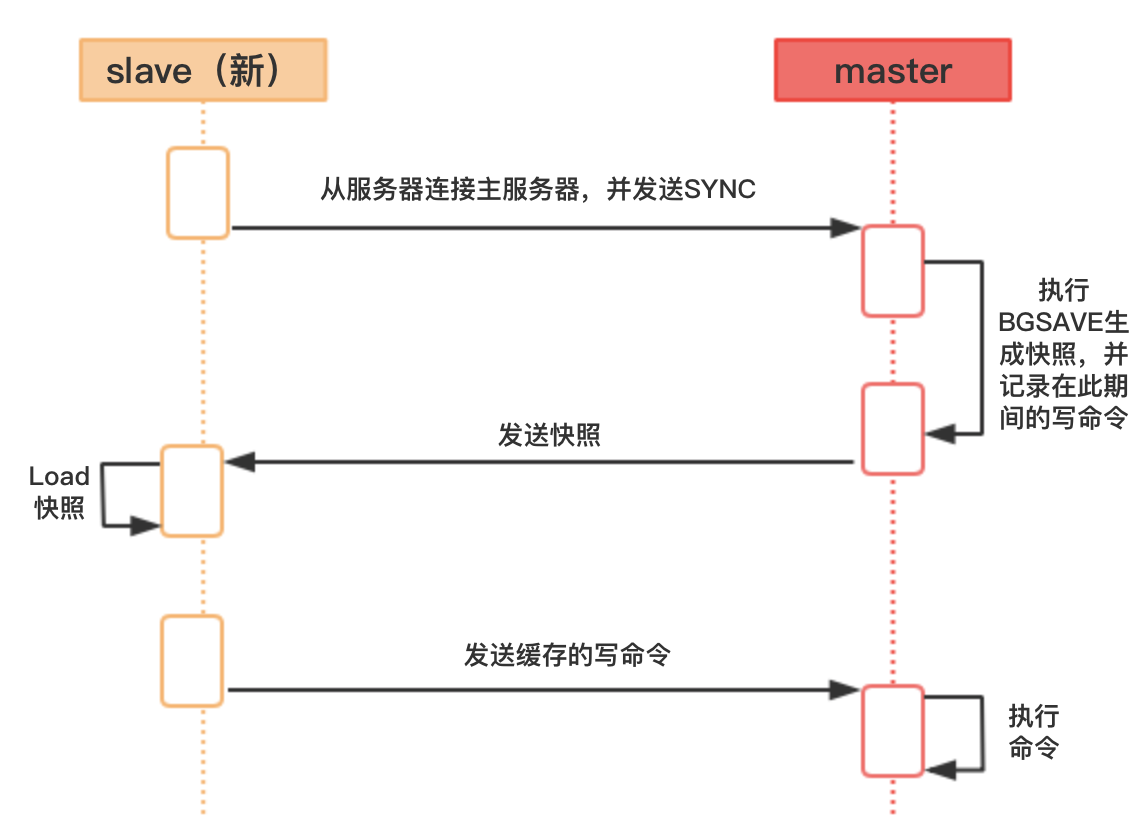 slave（新）
master
从服务器连接主服务器，并发送SYNC
执行
BGSAVE生
成快照，并
记录在此期
间的写命令
发送快照
Load
快照
发送缓存的写命令
执行
命令